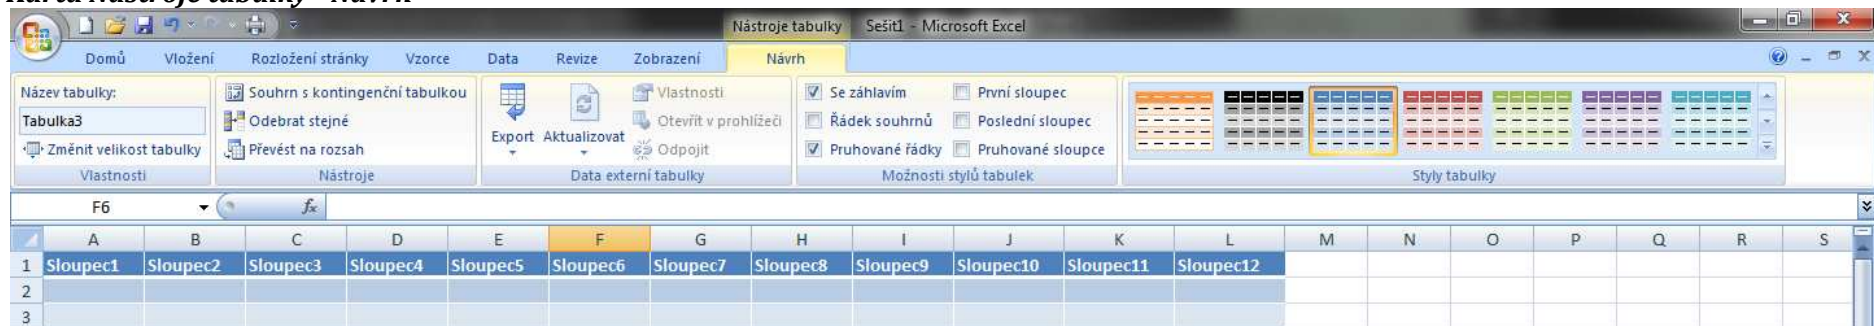 Karta Nástroje tabulky - Návrh
Nástroje tabulky Sešit1 - Microsoft Excel
Domů Vložení Rozložení stránky Vzorce Data Revize Zobrazení Návrh
Název tabulky: Souhrn s kontingenční tabulkou Vlastnosti Se záhlavím První sloupec
Tabulka3 Odebrat stejné Export Aktualizovat Otevřít v prohlížeči Řádek souhrnů Poslední sloupec
Změnit velikost tabulky Převést na rozsah Odpojit Pruhované řádky Pruhované sloupce
Vlastnosti Nástroje Data externí tabulky Možnosti stylů tabulek Styly tabulky
F6 fx
A B C D E F G H I J K L M N O P Q R S
1 Sloupec1 Sloupec2 Sloupec3 Sloupec4 Sloupec5 Sloupec6 Sloupec7 Sloupec8 Sloupec9 Sloupec10 Sloupec11 Sloupec12
2
3